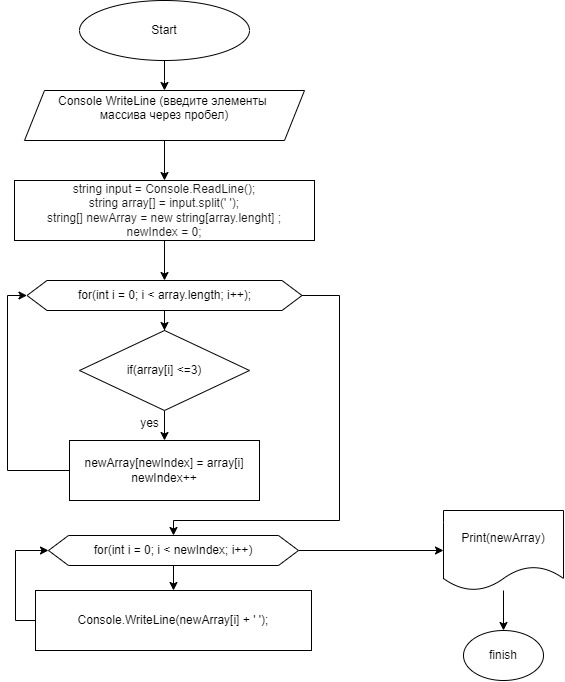 Start
Console WriteLine (введите элементы
массива через пробел)
string input = Console.ReadLine();
string array[] = input.split(' ');
string[] newArray = new string[array.lenght] ;
newIndex = 0;
for(int i = 0; i < array.length; i++);
if(array[i] <=3)
yes
newArray[newIndex] = array[i]
newIndex++
for(int i = 0; i < newIndex; i++)
Print(newArray)
Console.WriteLine(newArray[i] + ' ');
finish